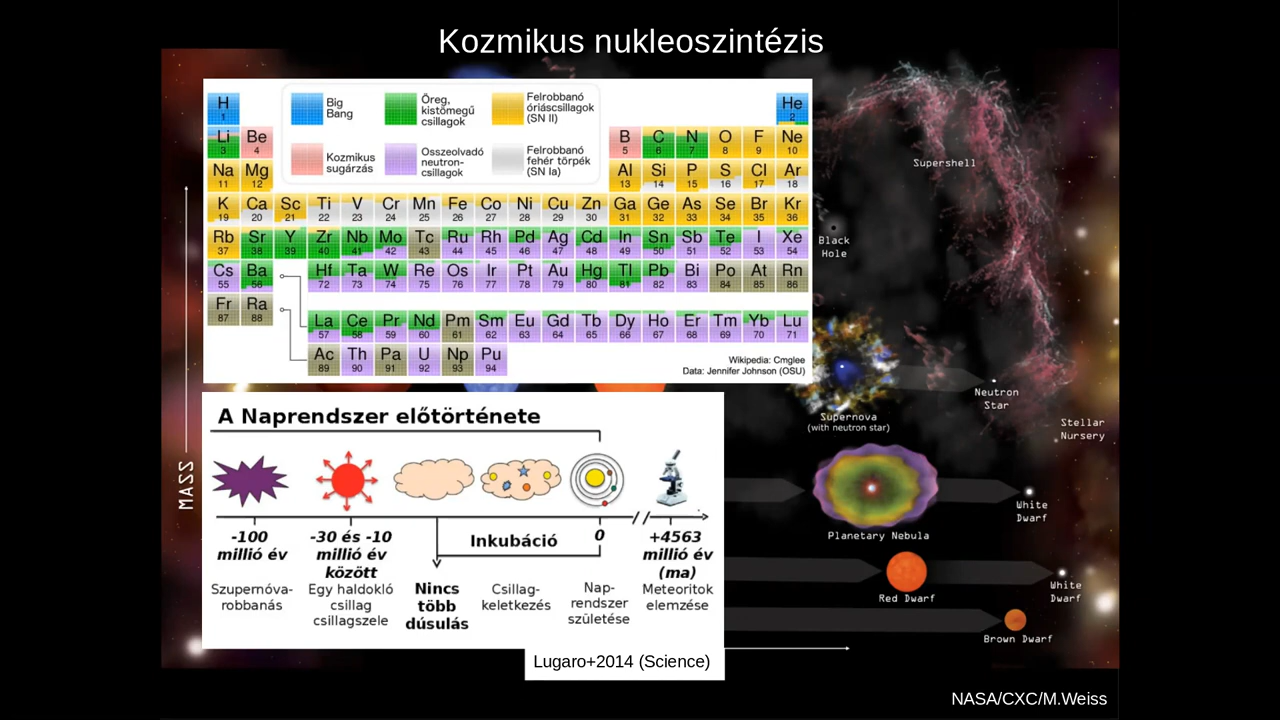 Kozmikus nukleoszintézis
Big
Bang
Öreg,
kistömegű
csillagok
Felrobbanó
óriáscsillagok
(SN II)
Kozmikus
sugárzás
Összeolvadó
neutron-
csillagok
Felrobbanó
fehér törpék
(SN Ia)
H He
1 2
Li Be B C N O F Ne
3 4 5 6 7 8 9 10
Na Mg Al Si P S Cl Ar
11 12 13 14 15 16 17 18
K Ca Sc Ti V Cr Mn Fe Co Ni Cu Zn Ga Ge As Se Br Kr
19 20 21 22 23 24 25 26 27 28 29 30 31 32 33 34 35 36
Rb Sr Y Zr Nb Mo Tc Ru Rh Pd Ag Cd In Sn Sb Te I Xe
37 38 39 40 41 42 43 44 45 46 47 48 49 50 51 52 53 54
Cs Ba Hf Ta W Re Os Ir Pt Au Hg Tl Pb Bi Po At Rn
55 56 72 73 74 75 76 77 78 79 80 81 82 83 84 85 86
Fr Ra
87 88
La Ce Pr Nd Pm Sm Eu Gd Tb Dy Ho Er Tm Yb Lu
57 58 59 60 61 62 63 64 65 66 67 68 69 70 71
Ac Th Pa U Np Pu
89 90 91 92 93 94
Wikipedia: Cmglee
Data: Jennifer Johnson (OSU)
Supershell
Black
Hole
Neutron
Star
Supernova
(with neutron star)
Stellar
Nursery
MASS
White
Dwarf
Planetary Nebula
White
Dwarf
Red Dwarf
Brown Dwarf
A Naprendszer előtörténete
-100
millió év
Szupernóva-
robbanás
-30 és -10
millió év
között
Egy haldokló
csillag
csillagszele
Inkubáció
Nincs
több
dúsulás
Csillag-
keletkezés
0
Nap-
rendszer
születése
+4563
millió év
(ma)
Meteoritok
elemzése
Lugaro+2014 (Science)
NASA/CXC/M.Weiss